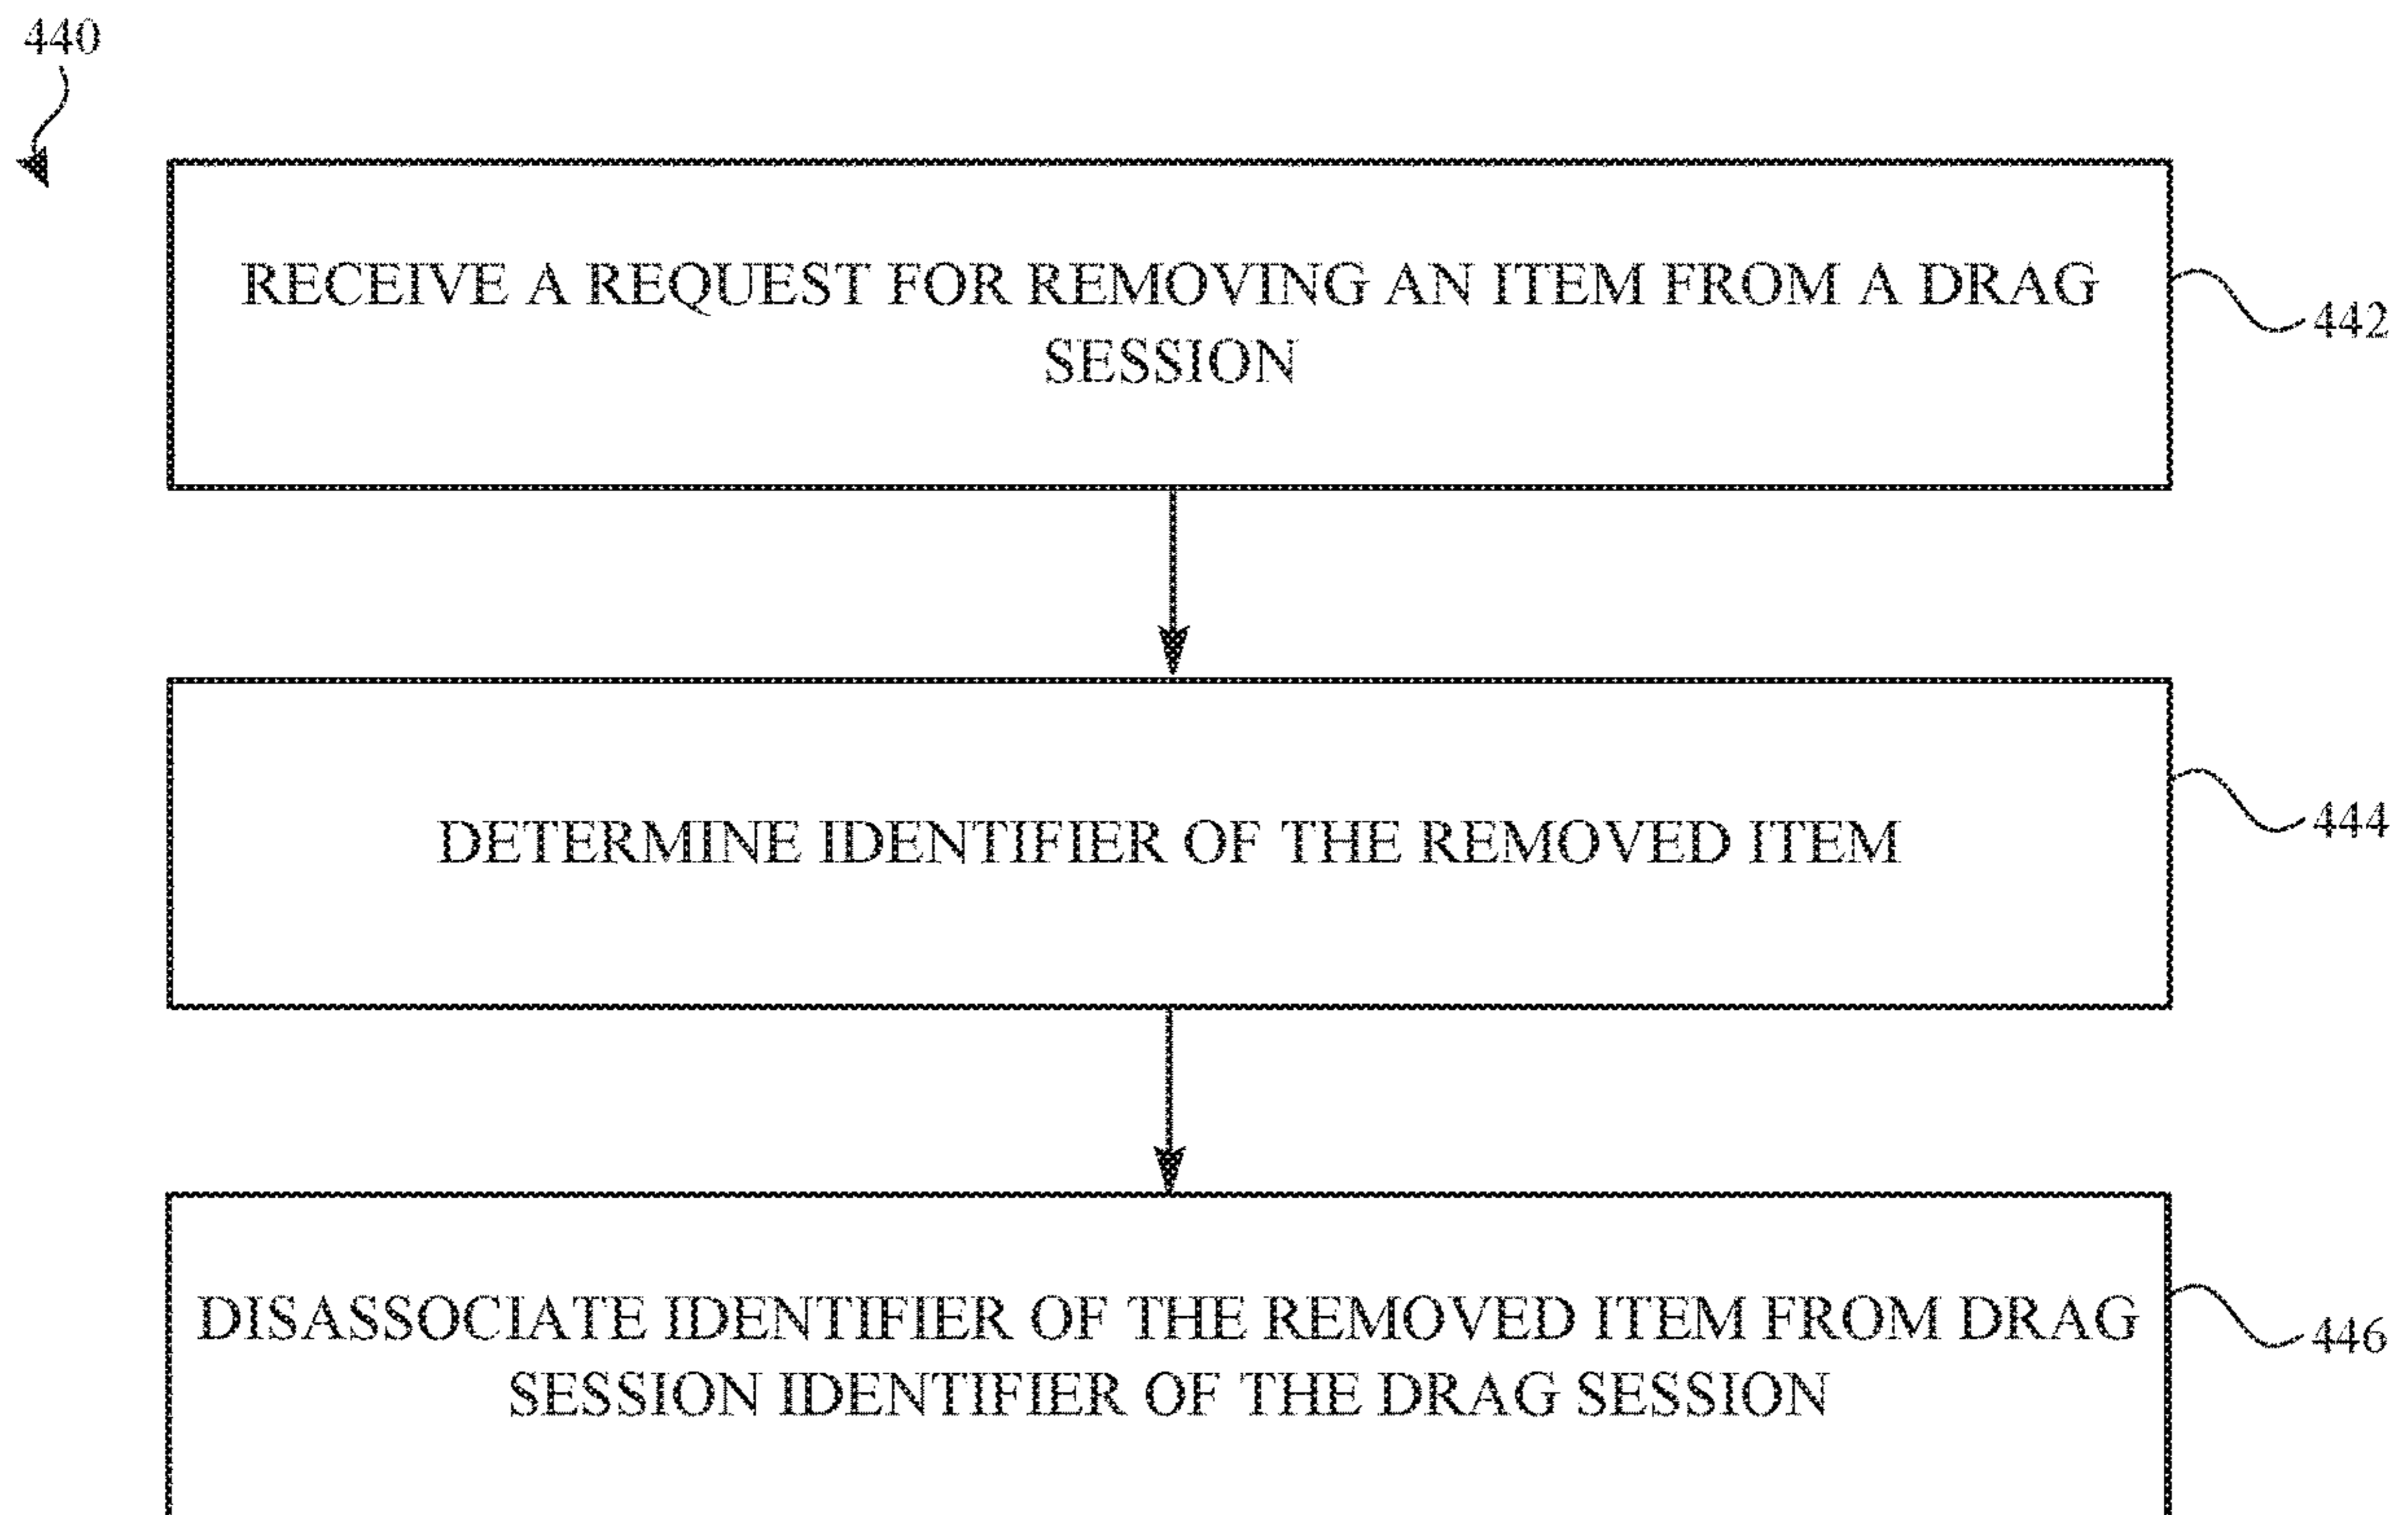 440
RECEIVE A REQUEST FOR REMOVING AN ITEM FROM A DRAG
SESSION
442
DETERMINE IDENTIFIER OF THE REMOVED ITEM
444
DISASSOCIATE IDENTIFIER OF THE REMOVED ITEM FROM DRAG
SESSION IDENTIFIER OF THE DRAG SESSION
446